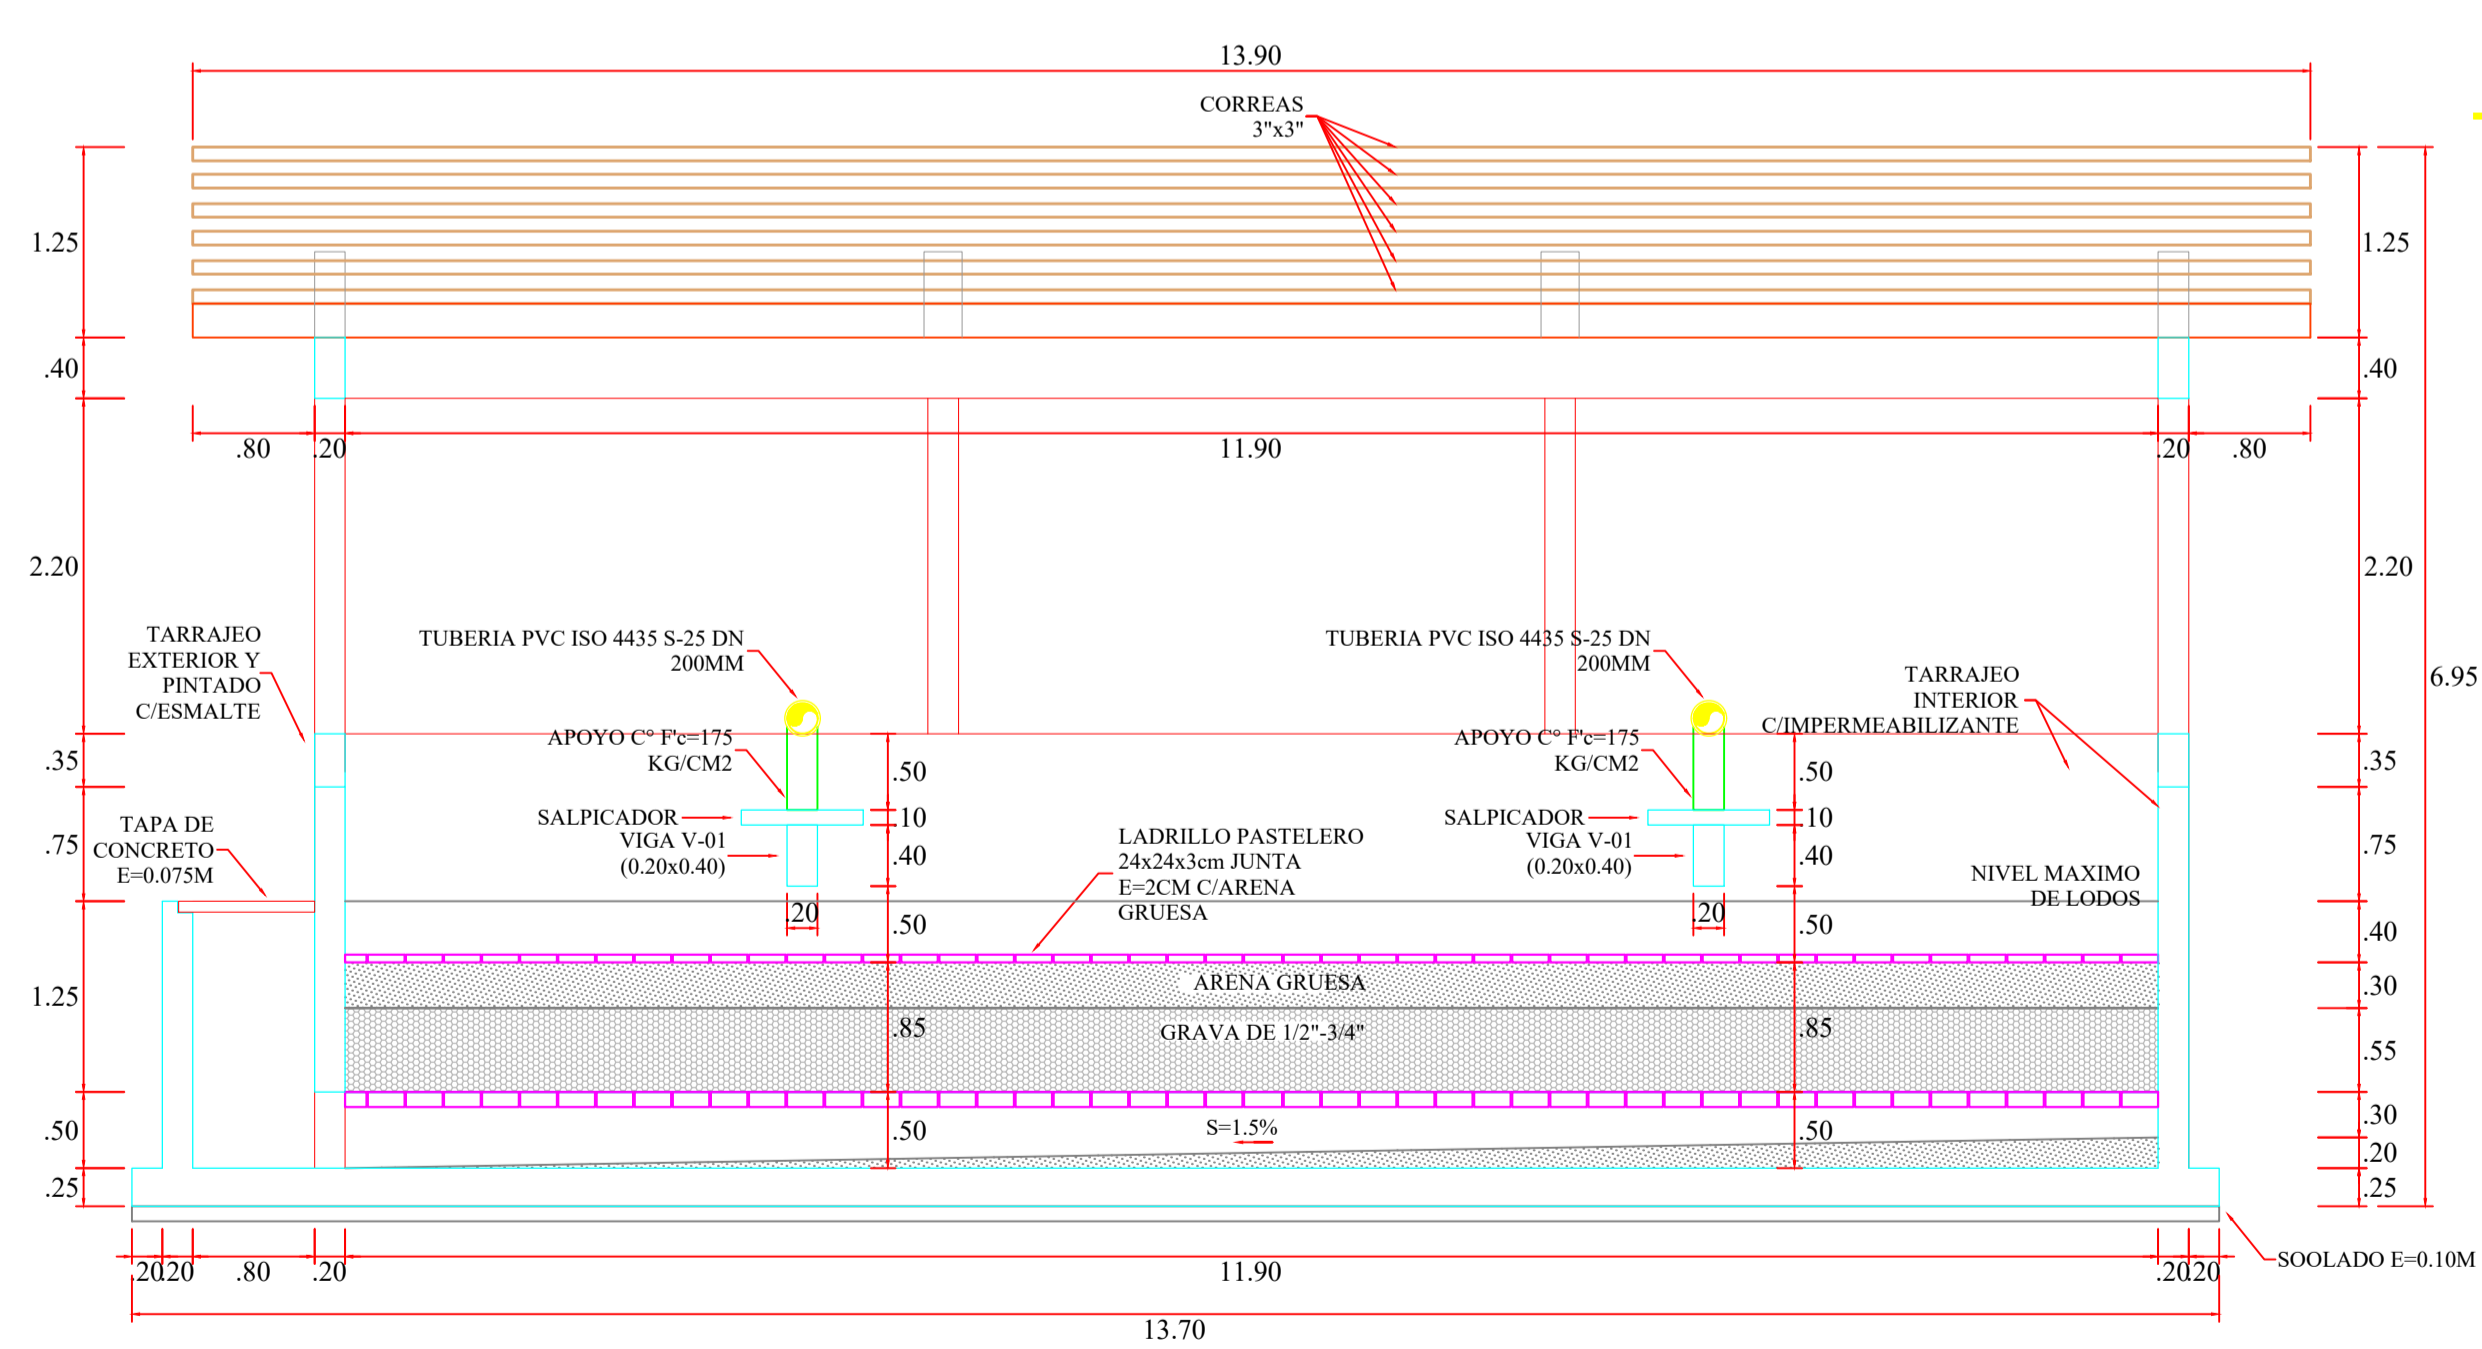 13.90
CORREAS
3"x3"
1.25
1.25
.40
.40
.80
.20
11.90
.20
.80
2.20
2.20
TARRAJEO
EXTERIOR Y
PINTADO
C/ESMALTE
TUBERIA PVC ISO 4435 S-25 DN
200MM
TUBERIA PVC ISO 4435 S-25 DN
200MM
TARRAJEO
INTERIOR
C/IMPERMEABILIZANTE
6.95
APOYO C° F'c=175
KG/CM2
APOYO C° F'c=175
KG/CM2
.35
.50
.50
.35
SALPICADOR
.10
SALPICADOR
.10
VIGA V-01
(0.20x0.40)
.40
VIGA V-01
(0.20x0.40)
.40
TAPA DE
CONCRETO
E=0.075M
.75
.75
LADRILLO PASTELERO
24x24x3cm JUNTA
E=2CM C/ARENA
GRUESA
NIVEL MAXIMO
DE LODOS
.20
.50
.20
.50
.40
1.25
ARENA GRUESA
.30
GRAVA DE 1/2"-3/4"
.85
.85
.55
.50
.50
S=1.5%
.50
.30
.20
.25
.25
SOOLADO E=0.10M
.20
.20
.80
.20
11.90
.20
.20
13.70